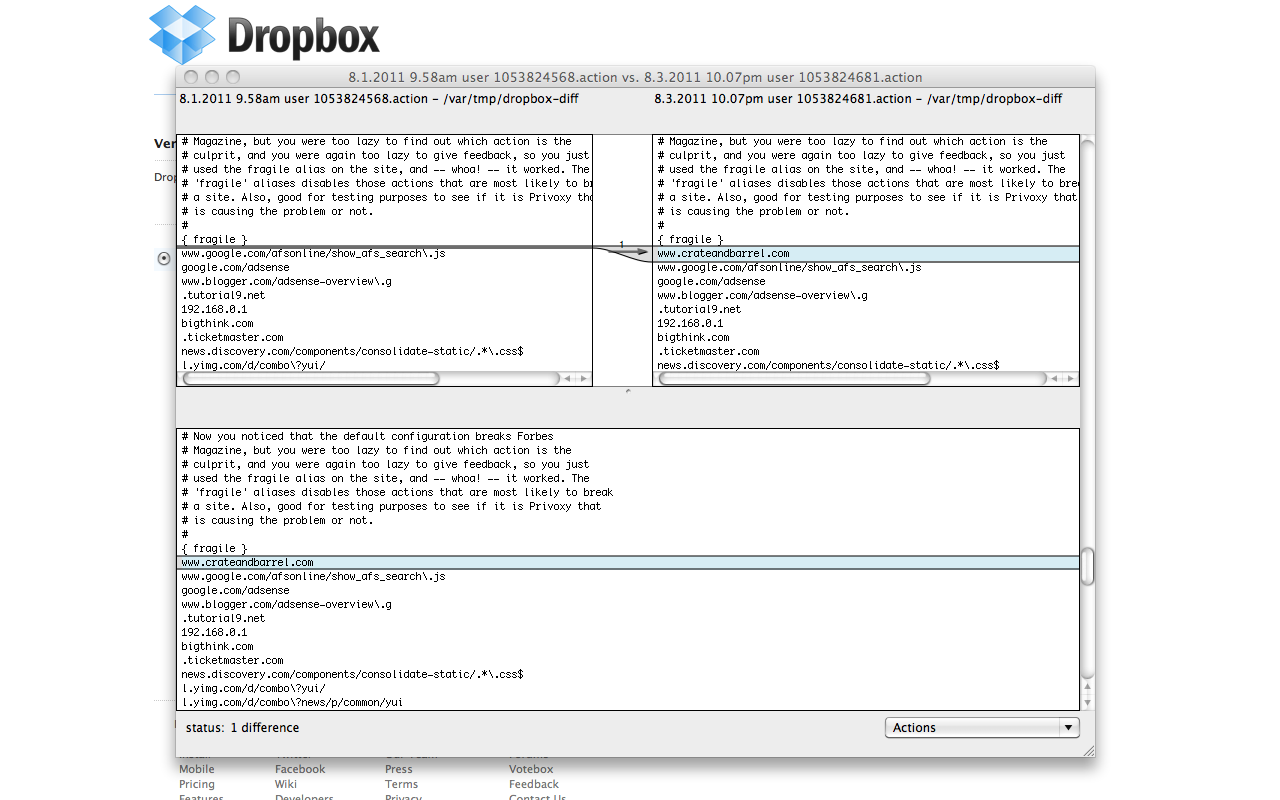 Dropbox
8.1.2011 9.58am user 1053824568.action vs. 8.3.2011 10.07pm user 1053824681.action
8.1.2011 9.58am user 1053824568.action - /var/tmp/dropbox-diff
8.3.2011 10.07pm user 1053824681.action - /var/tmp/dropbox-diff
Ver
Drop
# Magazine, but you were too lazy to find out which action is the
# culprit, and you were again too lazy to give feedback, so you just
# used the fragile alias on the site, and -- whoa! -- it worked. The
# 'fragile' aliases disables those actions that are most likely to br
# a site. Also, good for testing purposes to see if it is Privoxy tha
# is causing the problem or not.
#
{ fragile }
www.google.com/afsonline/show_afs_search\.js
google.com/adsense
www.blogger.com/adsense-overview\.g
.tutorial9.net
192.168.0.1
bigthink.com
.ticketmaster.com
news.discovery.com/components/consolidate-static/.*\.css$
l.yimg.com/d/combo\?yui/
1
# Magazine, but you were too lazy to find out which action is the
# culprit, and you were again too lazy to give feedback, so you just
# used the fragile alias on the site, and -- whoa! -- it worked. The
# 'fragile' aliases disables those actions that are most likely to bre
# a site. Also, good for testing purposes to see if it is Privoxy that
# is causing the problem or not.
#
{ fragile }
www.crateandbarrel.com
www.google.com/afsonline/show_afs_search\.js
google.com/adsense
www.blogger.com/adsense-overview\.g
.tutorial9.net
192.168.0.1
bigthink.com
.ticketmaster.com
news.discovery.com/components/consolidate-static/.*\.css$
# Now you noticed that the default configuration breaks Forbes
# Magazine, but you were too lazy to find out which action is the
# culprit, and you were again too lazy to give feedback, so you just
# used the fragile alias on the site, and -- whoa! -- it worked. The
# 'fragile' aliases disables those actions that are most likely to break
# a site. Also, good for testing purposes to see if it is Privoxy that
# is causing the problem or not.
#
{ fragile }
www.crateandbarrel.com
www.google.com/afsonline/show_afs_search\.js
google.com/adsense
www.blogger.com/adsense-overview\.g
.tutorial9.net
192.168.0.1
bigthink.com
.ticketmaster.com
news.discovery.com/components/consolidate-static/.*\.css$
l.yimg.com/d/combo\?yui/
l.yimg.com/d/combo\?news/p/common/yui
status: 1 difference
Actions
Mobile Facebook Press Votebox
Pricing Wiki Terms Feedback
Features Developers Privacy Contact Us